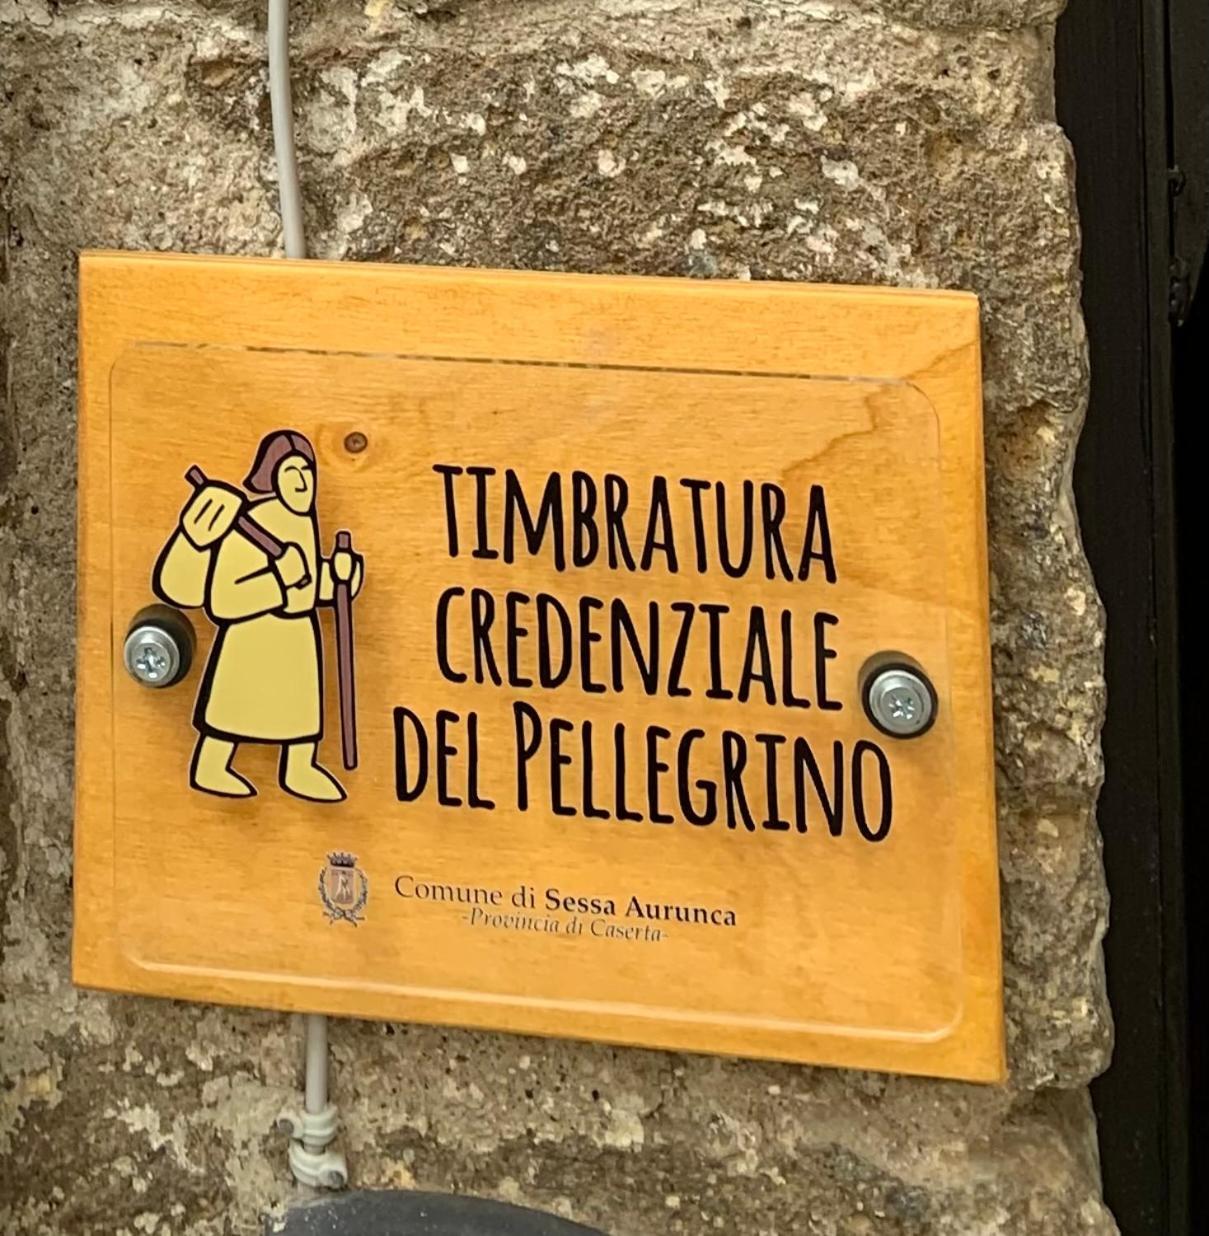 TIMBRATURA
CREDENZIALE
DEL PELLEGRINO
Comune di Sessa Aurunca
-Provincia di Caserta-